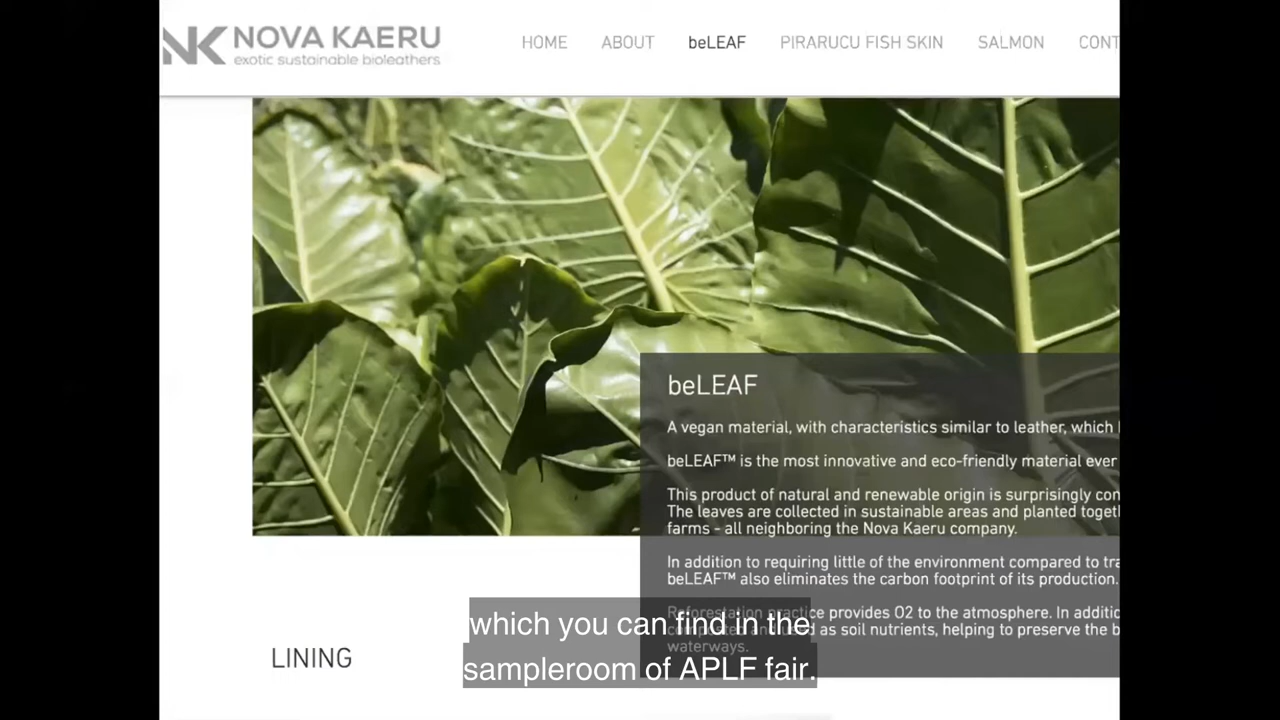 NK NOVA KAERU
exotic sustainable bioleathers
HOME ABOUT beLEAF PIRARUCU FISH SKIN SALMON CONT
beLEAF
A vegan material, with characteristics similar to leather, which
beLEAF™ is the most innovative and eco-friendly material ever
This product of natural and renewable origin is surprisingly con
The leaves are collected in sustainable areas and planted togeth
farms - all neighboring the Nova Kaeru company.
In addition to requiring little of the environment compared to tra
beLEAF™ also eliminates the carbon footprint of its production.
Reforestation practice provides O2 to the atmosphere. In additio
composted and used as soil nutrients, helping to preserve the b
waterways.
which you can find in the
sampleroom of APLF fair.
LINING